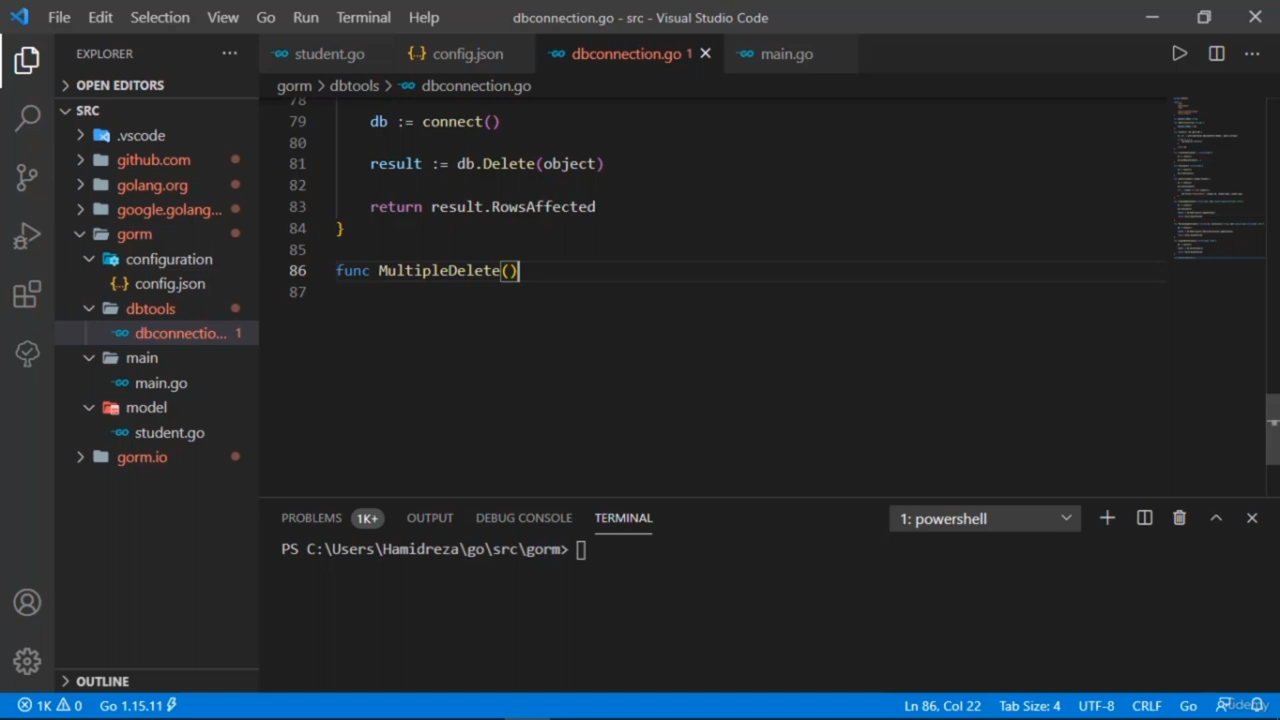 File Edit Selection View Go Run Terminal Help dbconnection.go - src - Visual Studio Code
EXPLORER ...
student.go {..} config.json dbconnection.go 1 main.go ...
OPEN EDITORS
gorm > dbtools > dbconnection.go
SRC
.vscode
github.com
golang.org
google.golang...
gorm
configuration
{..} config.json
dbtools
dbconnectio... 1
main
main.go
model
student.go
gorm.io
OUTLINE
78
79 db := connect()
80
81 result := db.Delete(object)
82
83 return result.RowsAffected
84 }
85
86 func MultipleDelete()
87
PROBLEMS 1K+ OUTPUT DEBUG CONSOLE TERMINAL 1: powershell
PS C:\Users\Hamidreza\go\src\gorm>
1K 0 Go 1.15.11 Ln 86, Col 22 Tab Size: 4 UTF-8 CRLF Go
Udemy